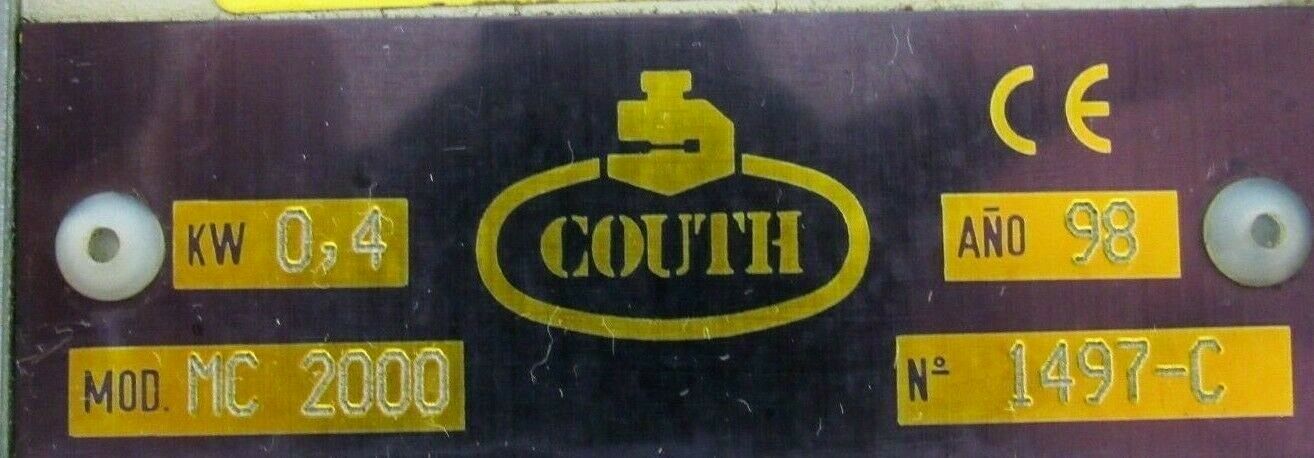 CE
KW 0,4
COUTH
AÑO 98
MOD. MC 2000
Nº 1497-C